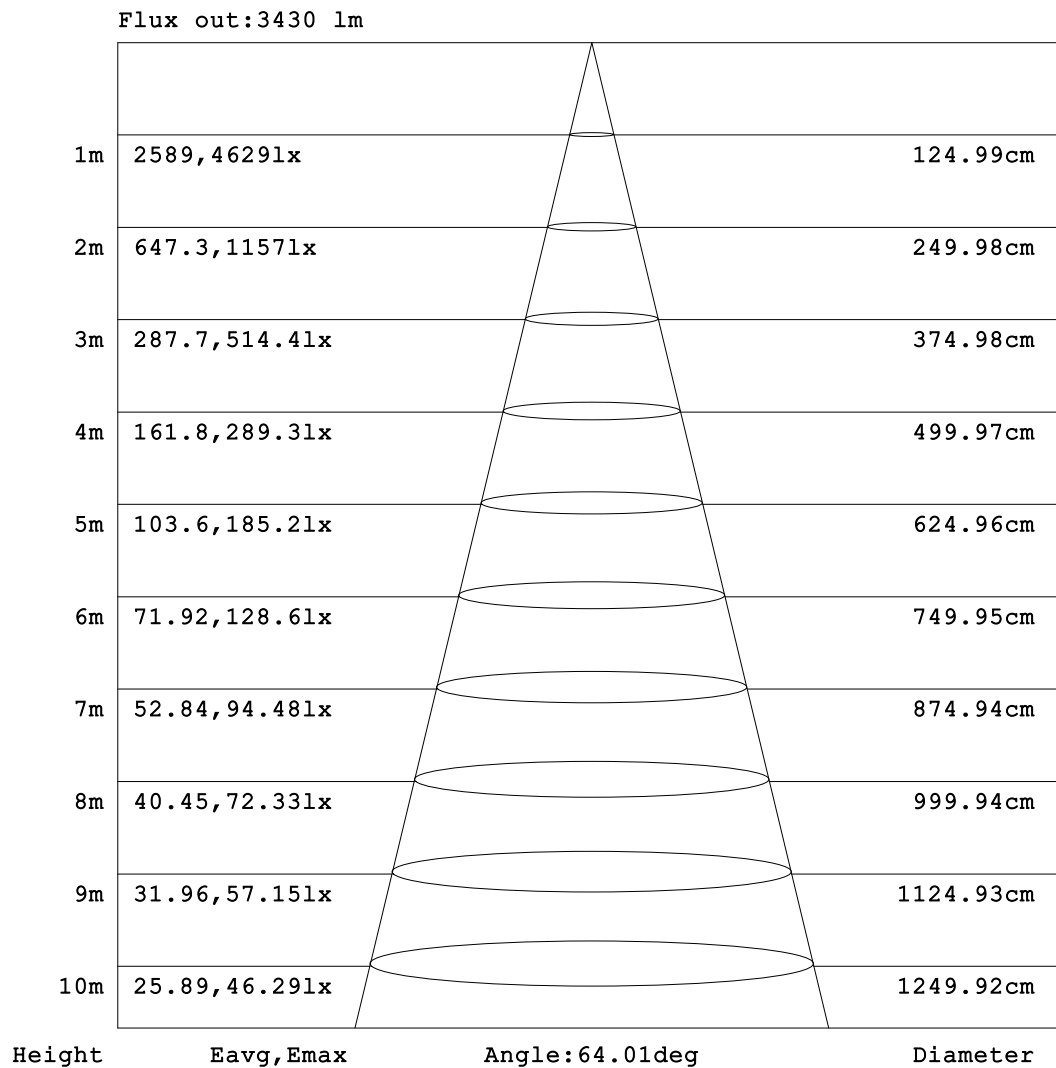 Flux out:3430 lm
1m 2589,4629lx 124.99cm
2m 647.3,1157lx 249.98cm
3m 287.7,514.4lx 374.98cm
4m 161.8,289.3lx 499.97cm
5m 103.6,185.2lx 624.96cm
6m 71.92,128.6lx 749.95cm
7m 52.84,94.48lx 874.94cm
8m 40.45,72.33lx 999.94cm
9m 31.96,57.15lx 1124.93cm
10m 25.89,46.29lx 1249.92cm
Height Eavg,Emax Angle:64.01deg Diameter